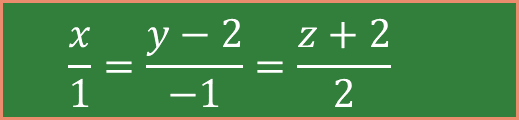 x/1 = (y − 2)/−1 = (z + 2)/2